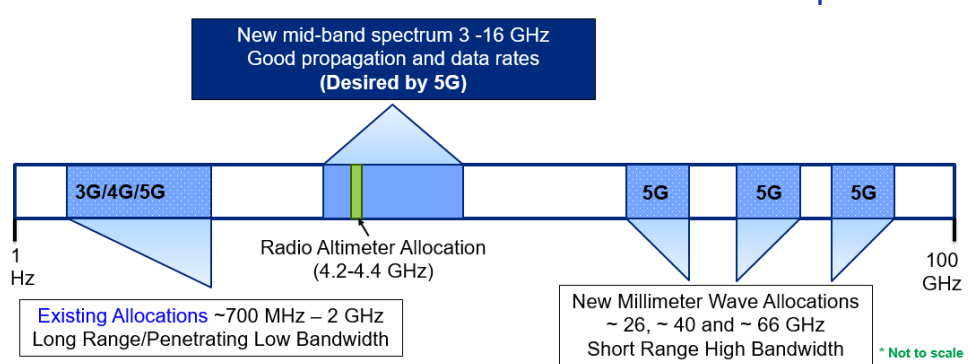 New mid-band spectrum 3 -16 GHz
Good propagation and data rates
(Desired by 5G)
3G/4G/5G
5G
5G
5G
1
Hz
Radio Altimeter Allocation
(4.2-4.4 GHz)
100
GHz
Existing Allocations ~700 MHz – 2 GHz
Long Range/Penetrating Low Bandwidth
New Millimeter Wave Allocations
~ 26, ~ 40 and ~ 66 GHz
Short Range High Bandwidth
* Not to scale